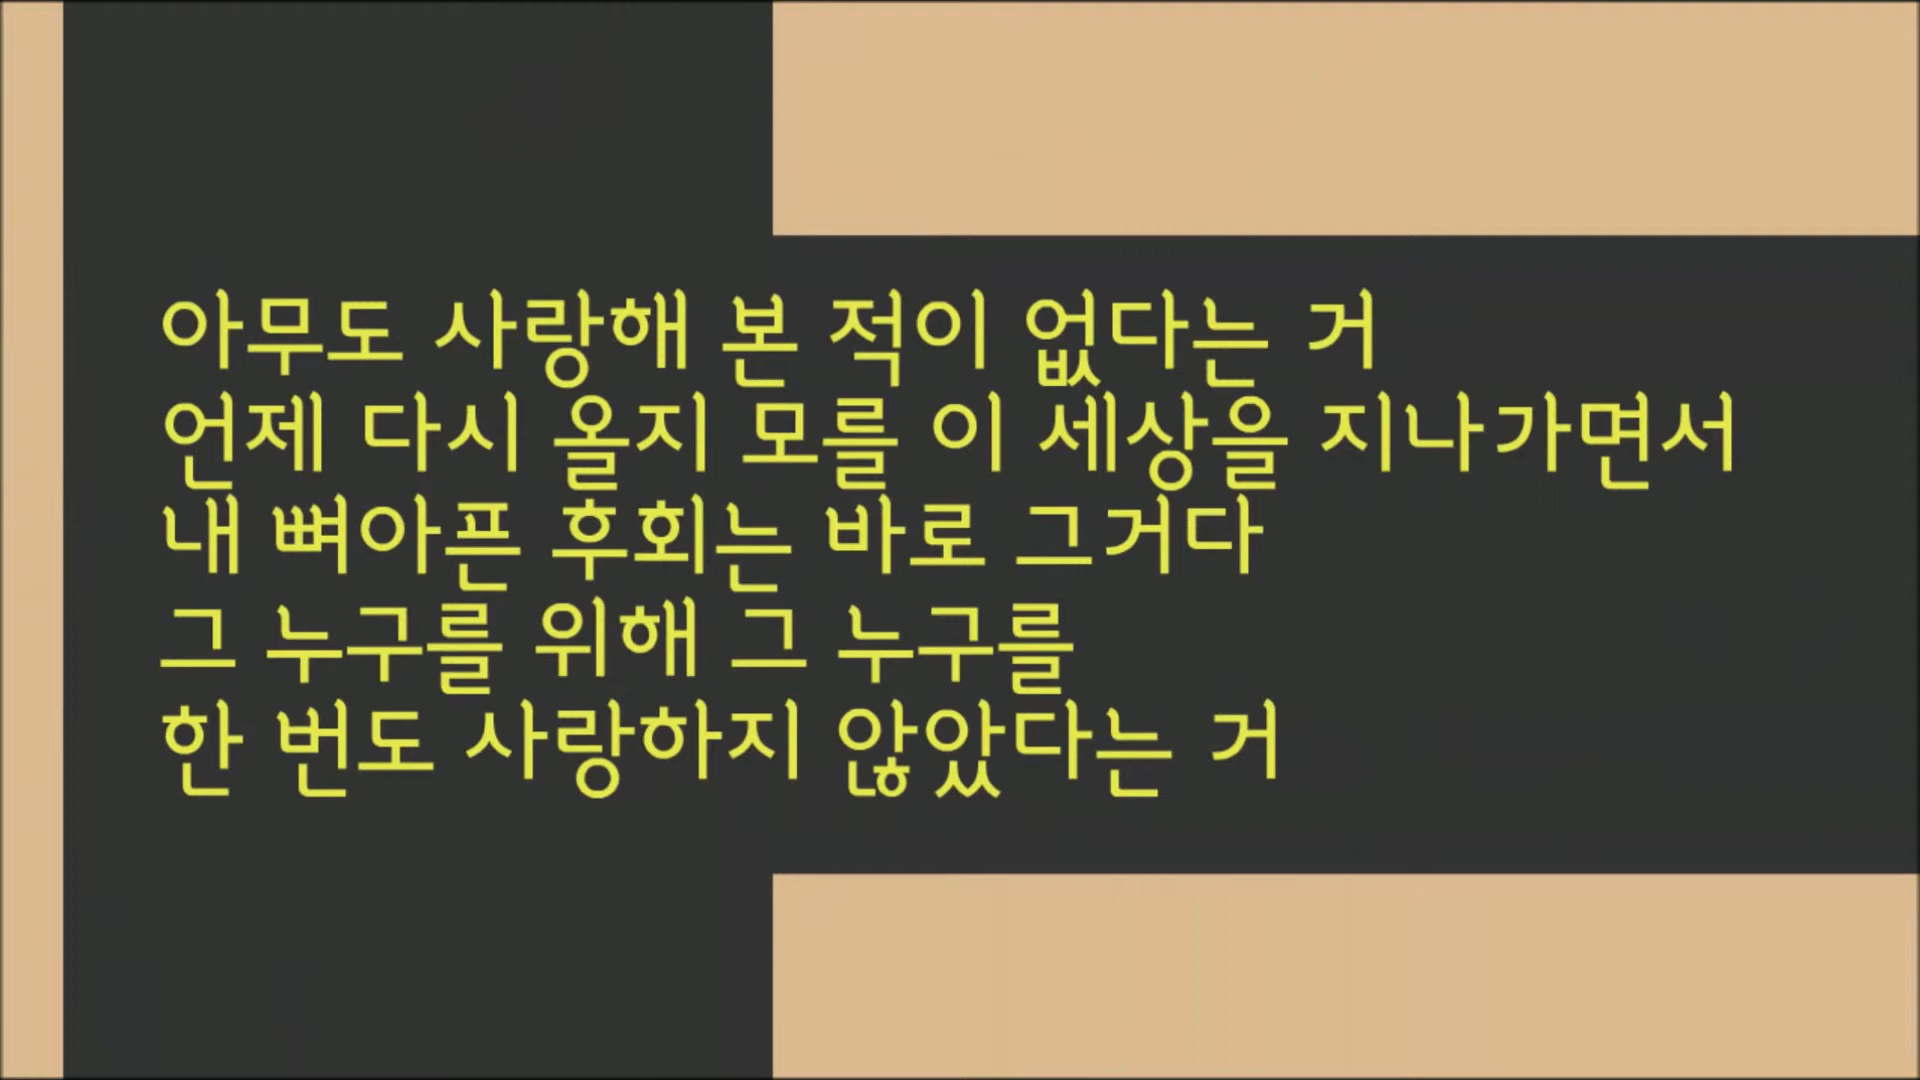 아무도 사랑해 본 적이 없다는 거
언제 다시 올지 모를 이 세상을 지나가면서
내 뼈아픈 후회는 바로 그거다
그 누구를 위해 그 누구를
한 번도 사랑하지 않았다는 거